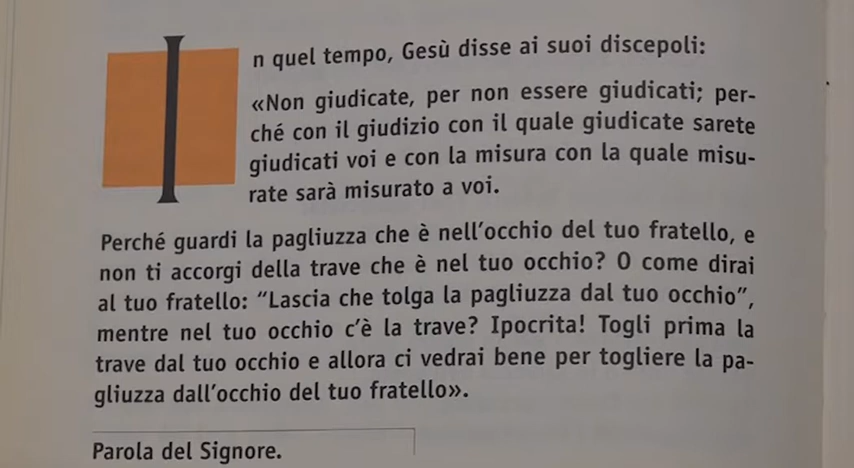 In quel tempo, Gesù disse ai suoi discepoli:
«Non giudicate, per non essere giudicati; per-
ché con il giudizio con il quale giudicate sarete
giudicati voi e con la misura con la quale misu-
rate sarà misurato a voi.
Perché guardi la pagliuzza che è nell'occhio del tuo fratello, e
non ti accorgi della trave che è nel tuo occhio? O come dirai
al tuo fratello: “Lascia che tolga la pagliuzza dal tuo occhio”,
mentre nel tuo occhio c'è la trave? Ipocrita! Togli prima la
trave dal tuo occhio e allora ci vedrai bene per togliere la pa-
gliuzza dall'occhio del tuo fratello».
Parola del Signore.